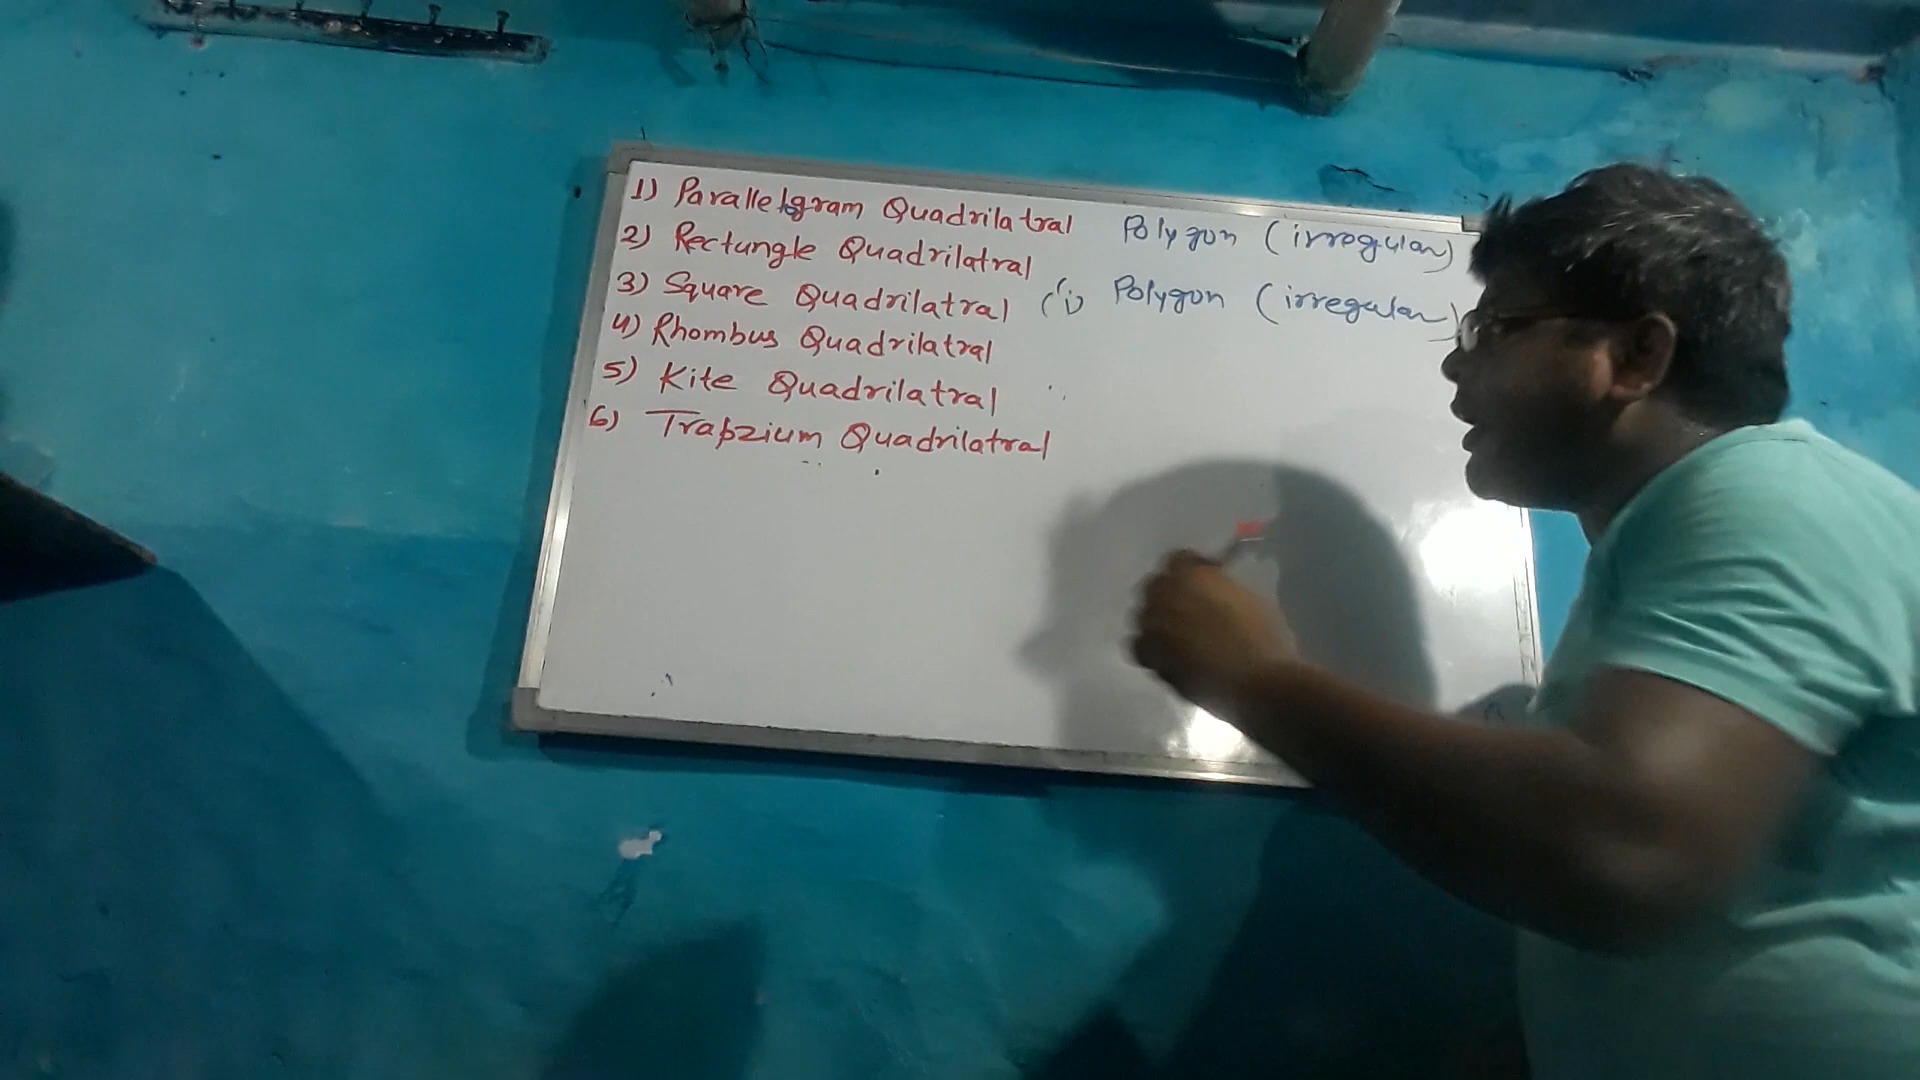 1) Parallelogram Quadrilatral Polygon (irregular)
2) Rectungle Quadrilatral
3) Square Quadrilatral (i) Polygon (irregular)
4) Rhombus Quadrilatral
5) Kite Quadrilatral
6) Trapzium Quadrilatral